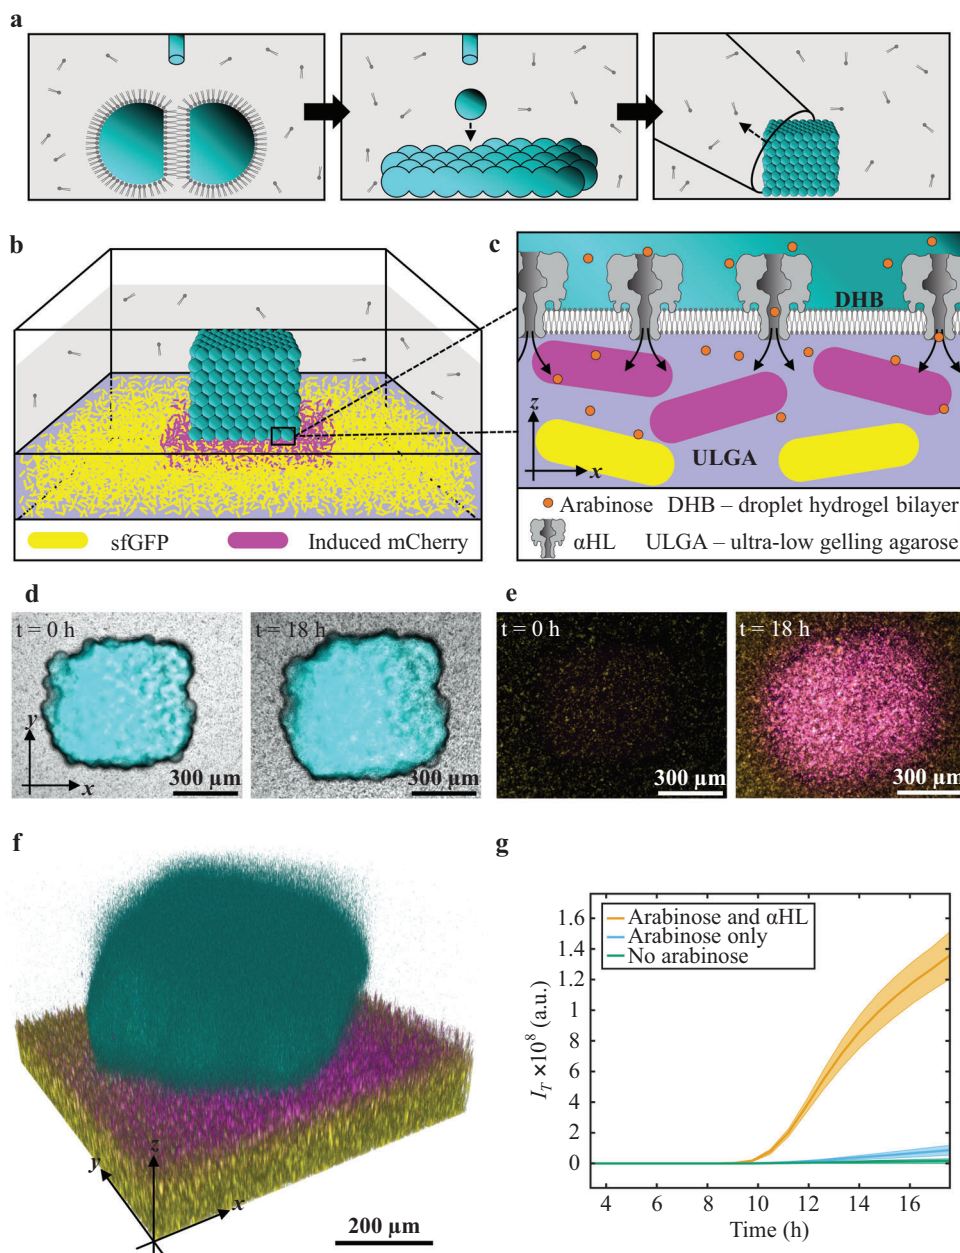 a
b
c
DHB
z
x
ULGA
sfGFP
Induced mCherry
Arabinose DHB – droplet hydrogel bilayer
αHL ULGA – ultra-low gelling agarose
d
e
t = 0 h
t = 18 h
t = 0 h
t = 18 h
y
x
300 µm
300 µm
300 µm
300 µm
f
g
z
y
x
200 µm
Arabinose and αHL
Arabinose only
No arabinose
1.6
1.4
1.2
1
8
6
4
2
0
I_T ×10⁸ (a.u.)
4 6 8 10 12 14 16
Time (h)